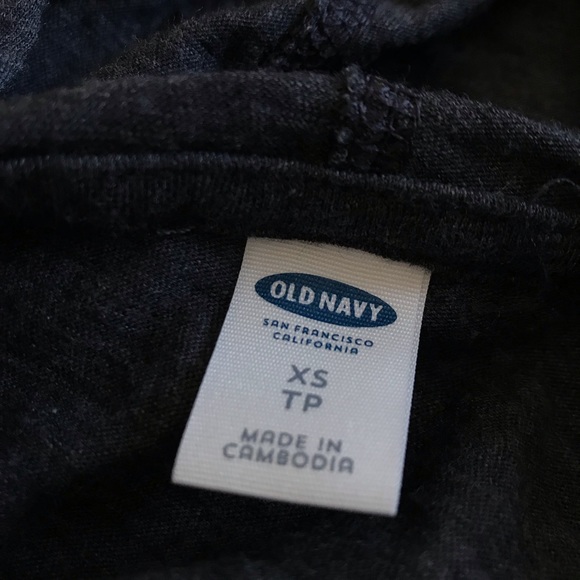 OLD NAVY
SAN FRANCISCO
CALIFORNIA
XS
TP
MADE IN
CAMBODIA